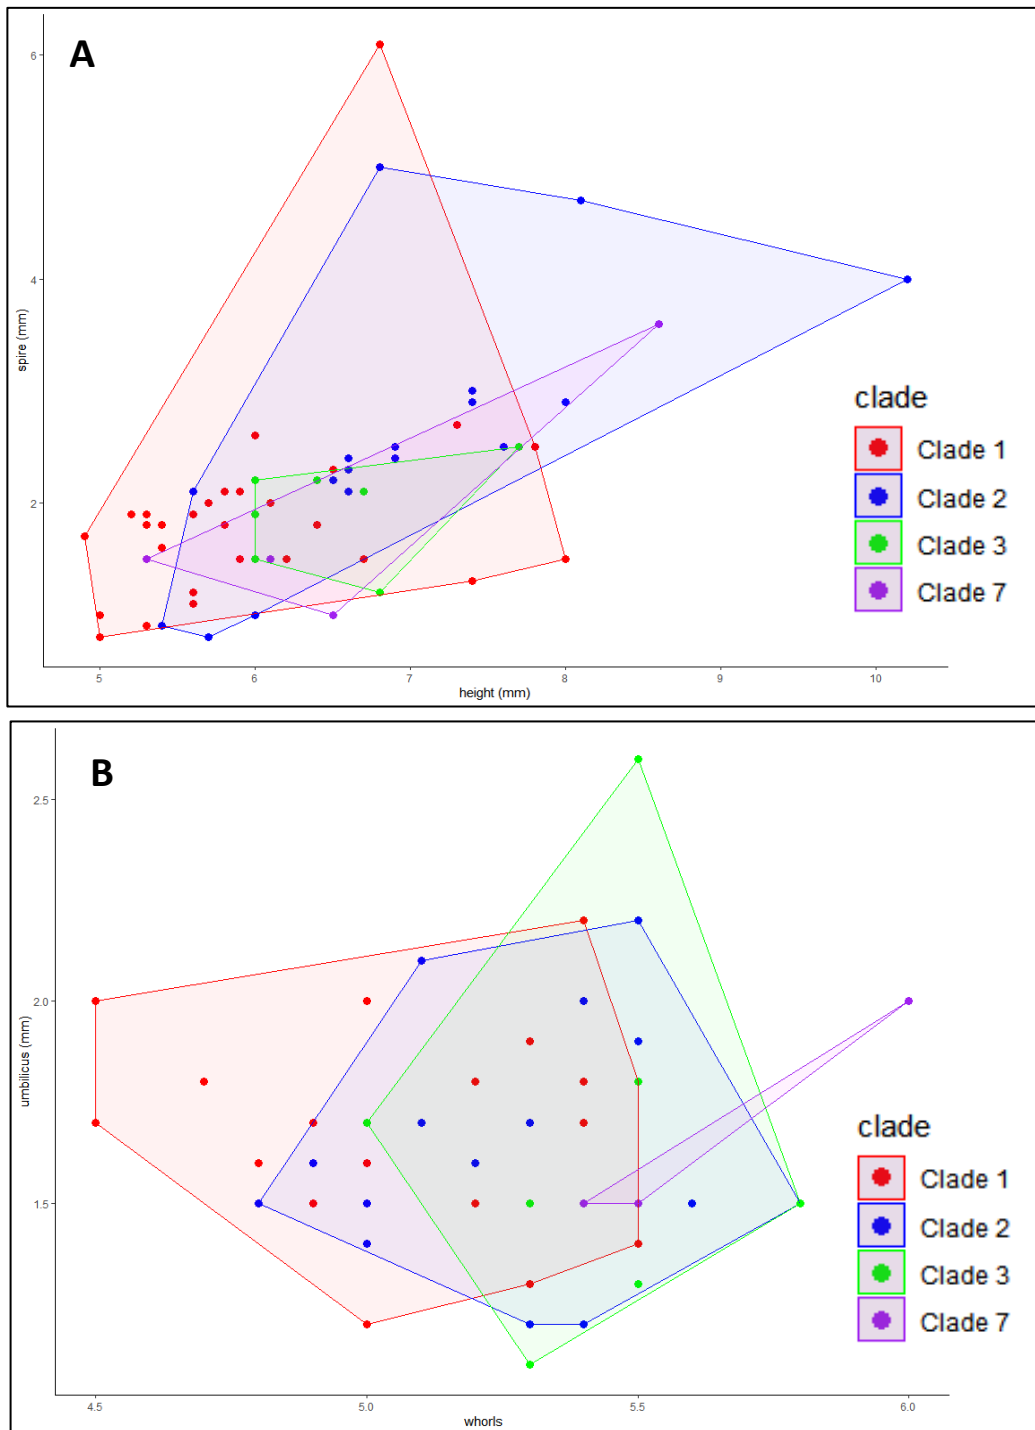 A
6
4
2
spire (mm)
5 6 7 8 9 10
height (mm)
clade
Clade 1
Clade 2
Clade 3
Clade 7
B
2.5
2.0
1.5
umbilicus (mm)
4.5 5.0 5.5 6.0
whorls
clade
Clade 1
Clade 2
Clade 3
Clade 7